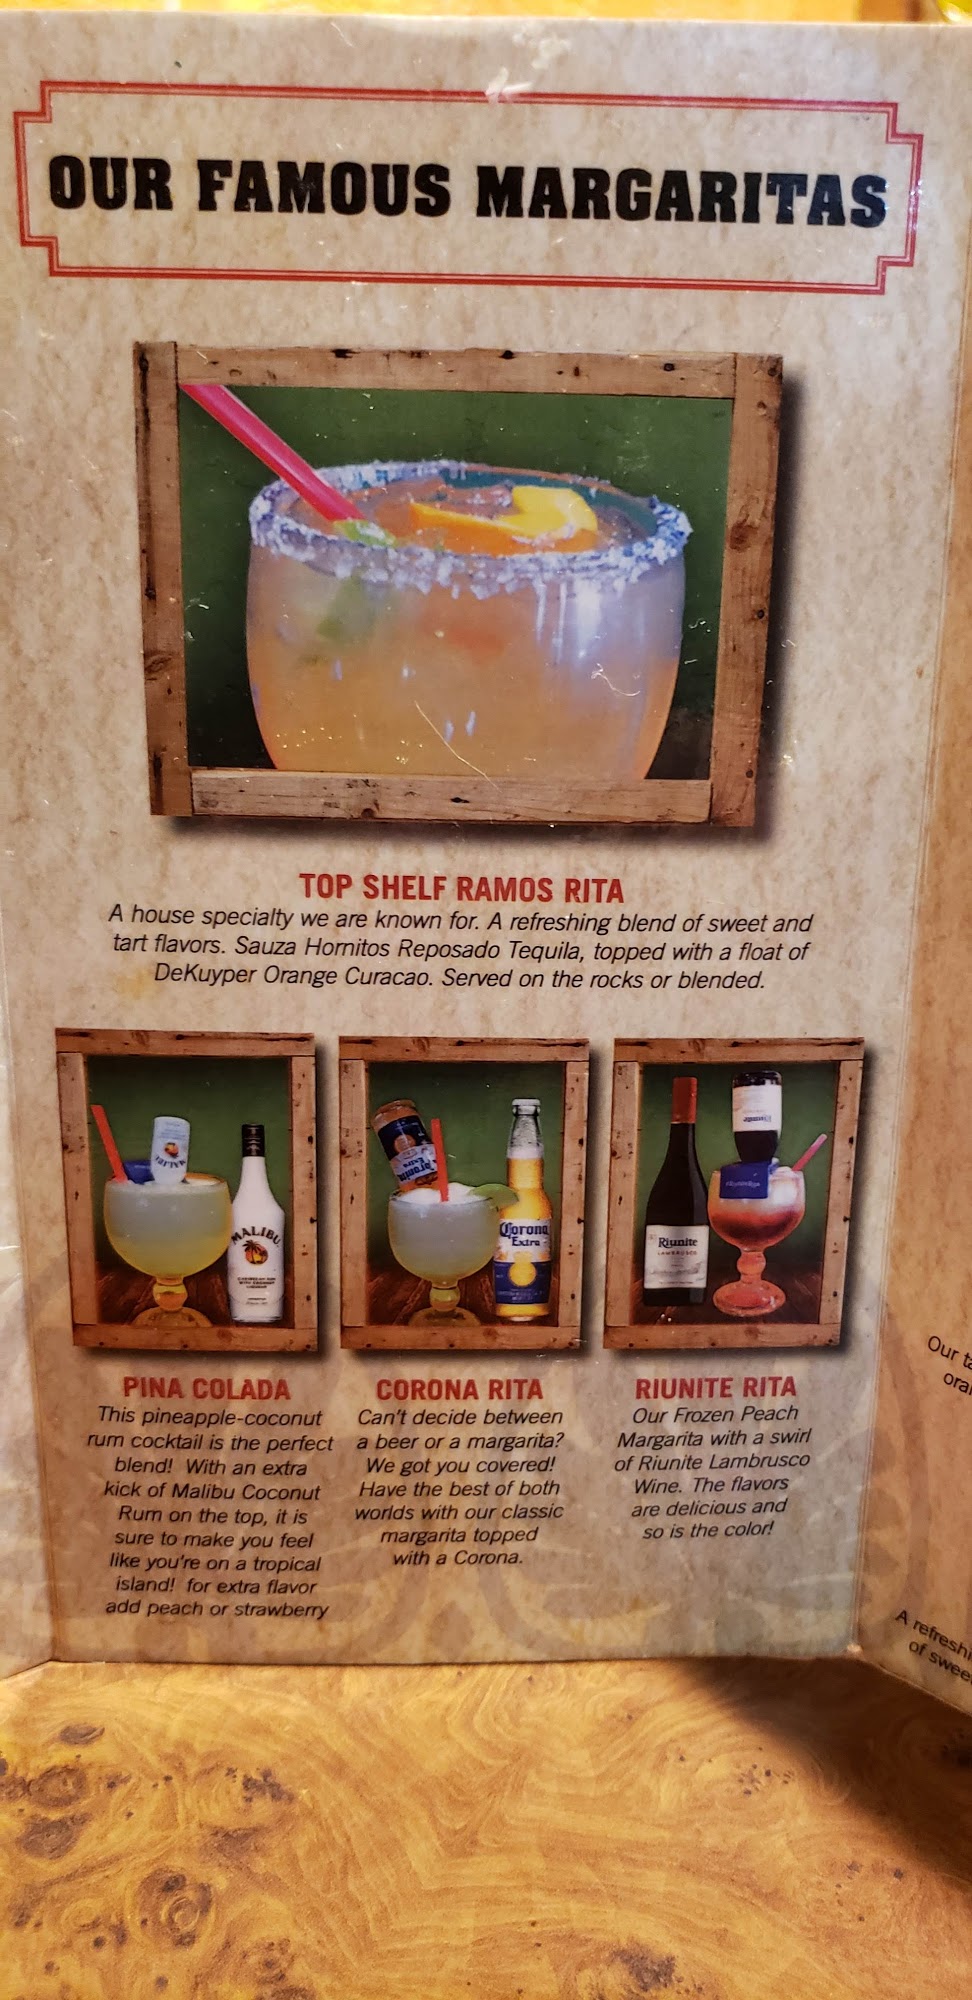 OUR FAMOUS MARGARITAS
TOP SHELF RAMOS RITA
A house specialty we are known for. A refreshing blend of sweet and
tart flavors. Sauza Hornitos Reposado Tequila, topped with a float of
DeKuyper Orange Curacao. Served on the rocks or blended.
MALIBU
MALIBU
Corona
Extra
Corona
Extra
Riunite
LAMBRUSCO
Riunite
PINA COLADA
This pineapple-coconut
rum cocktail is the perfect
blend! With an extra
kick of Malibu Coconut
Rum on the top, it is
sure to make you feel
like you're on a tropical
island! for extra flavor
add peach or strawberry
CORONA RITA
Can't decide between
a beer or a margarita?
We got you covered!
Have the best of both
worlds with our classic
margarita topped
with a Corona.
RIUNITE RITA
Our Frozen Peach
Margarita with a swirl
of Riunite Lambrusco
Wine. The flavors
are delicious and
so is the color!
Our
A
of